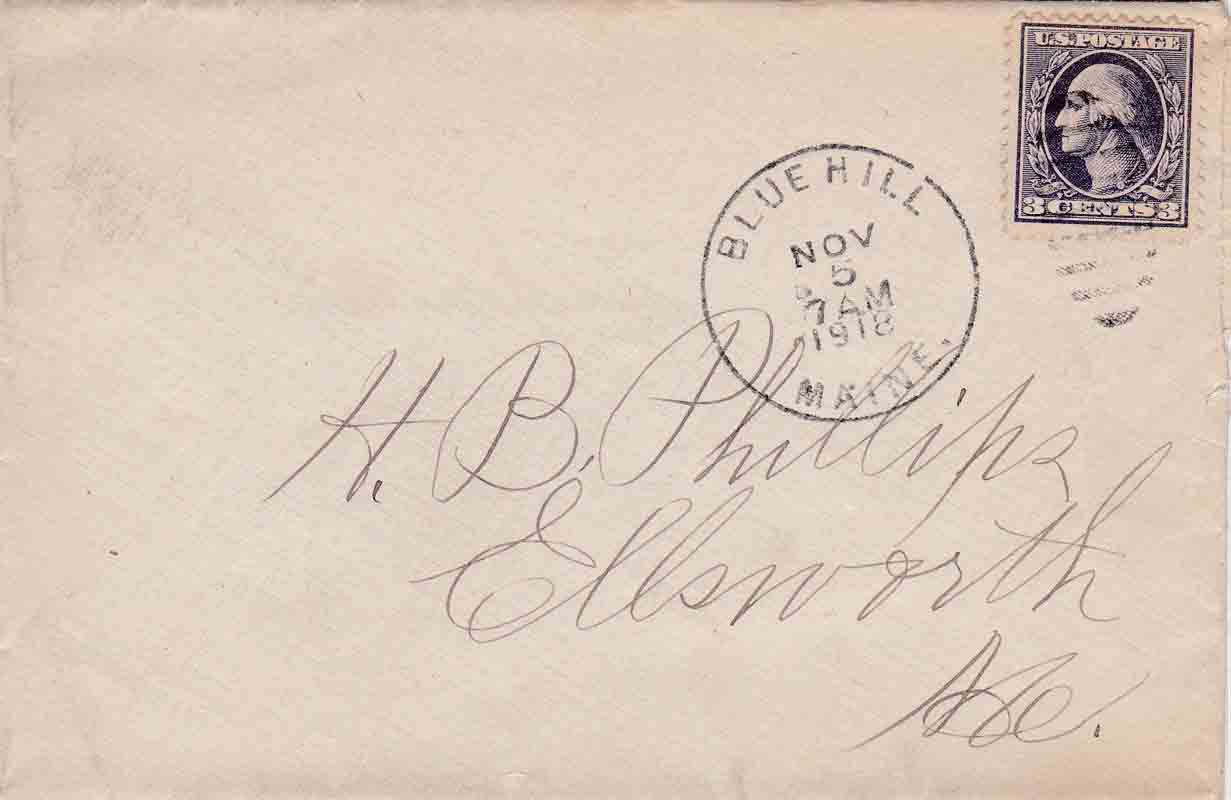 U.S. POSTAGE
3 CENTS 3
BLUE HILL
NOV
5
7 AM
1918
MAINE.
H. B. Phillips
Ellsworth
Me.